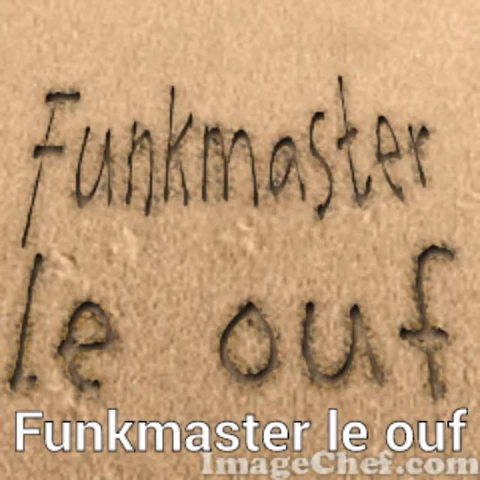 Funkmaster
le ouf
Funkmaster le ouf
ImageChef.com